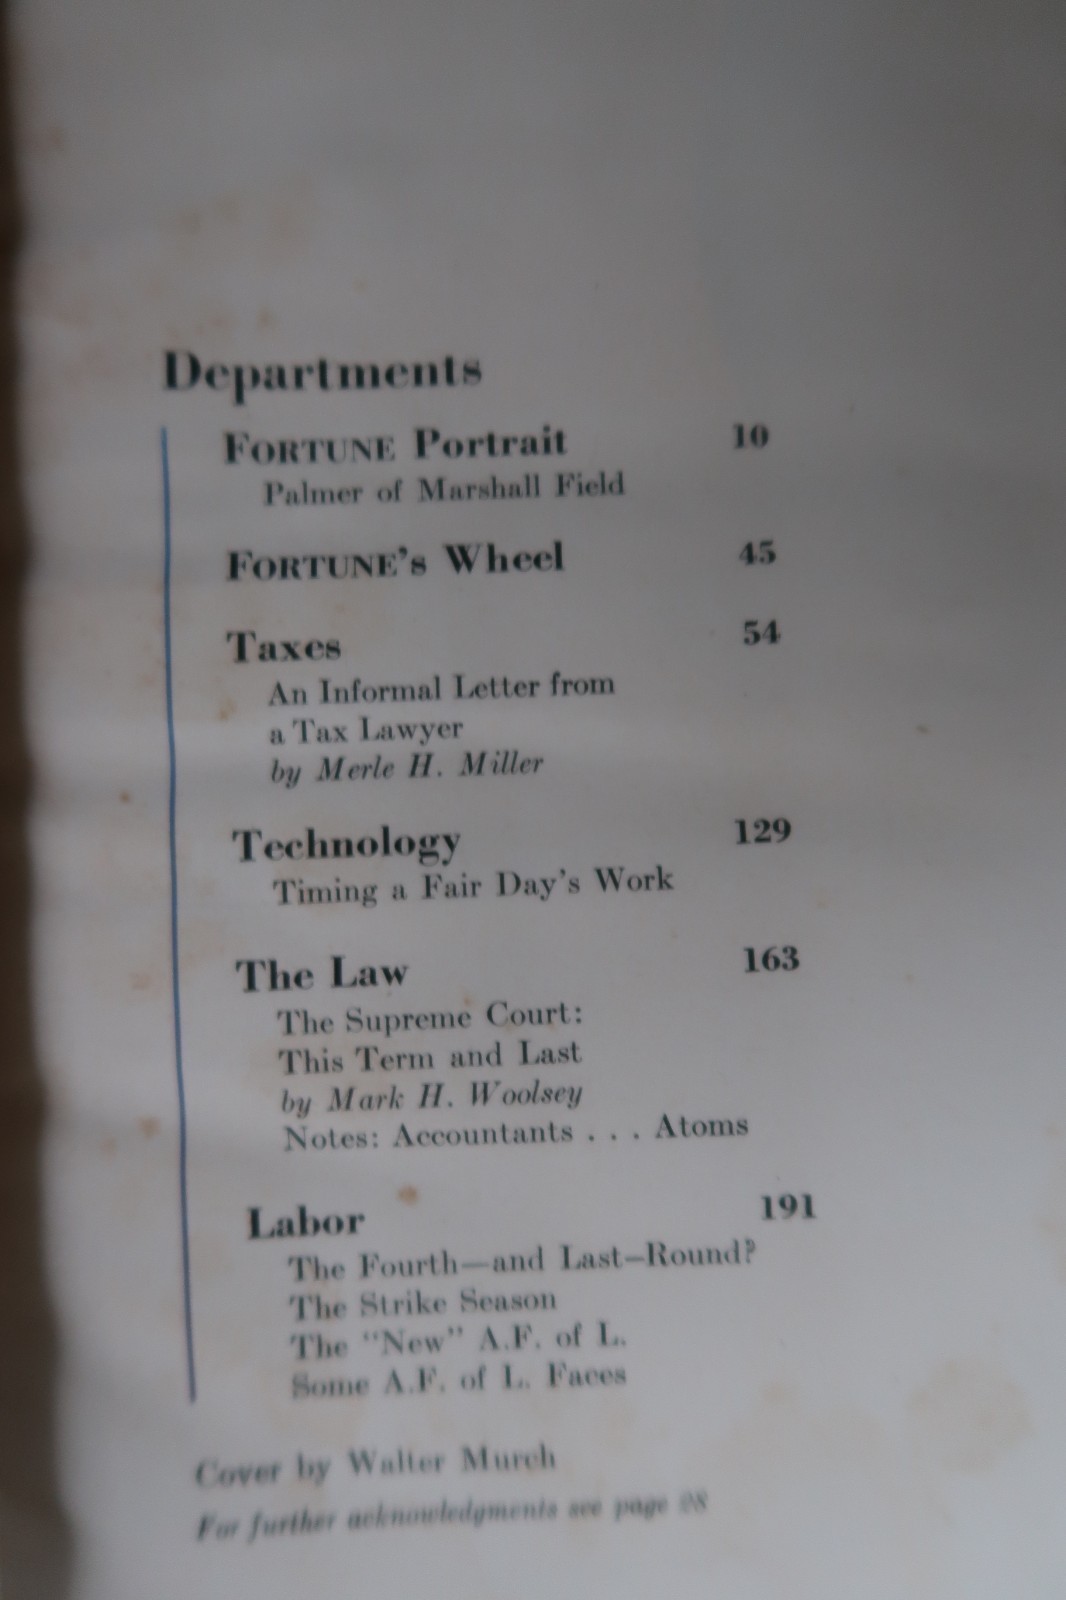 Departments
FORTUNE Portrait 10
Palmer of Marshall Field
FORTUNE's Wheel 45
Taxes 54
An Informal Letter from
a Tax Lawyer
by Merle H. Miller
Technology 129
Timing a Fair Day's Work
The Law 163
The Supreme Court:
This Term and Last
by Mark H. Woolsey
Notes: Accountants . . . Atoms
Labor 191
The Fourth—and Last—Round?
The Strike Season
The "New" A.F. of L.
Some A.F. of L. Faces
Cover by Walter Murch
For further acknowledgments see page